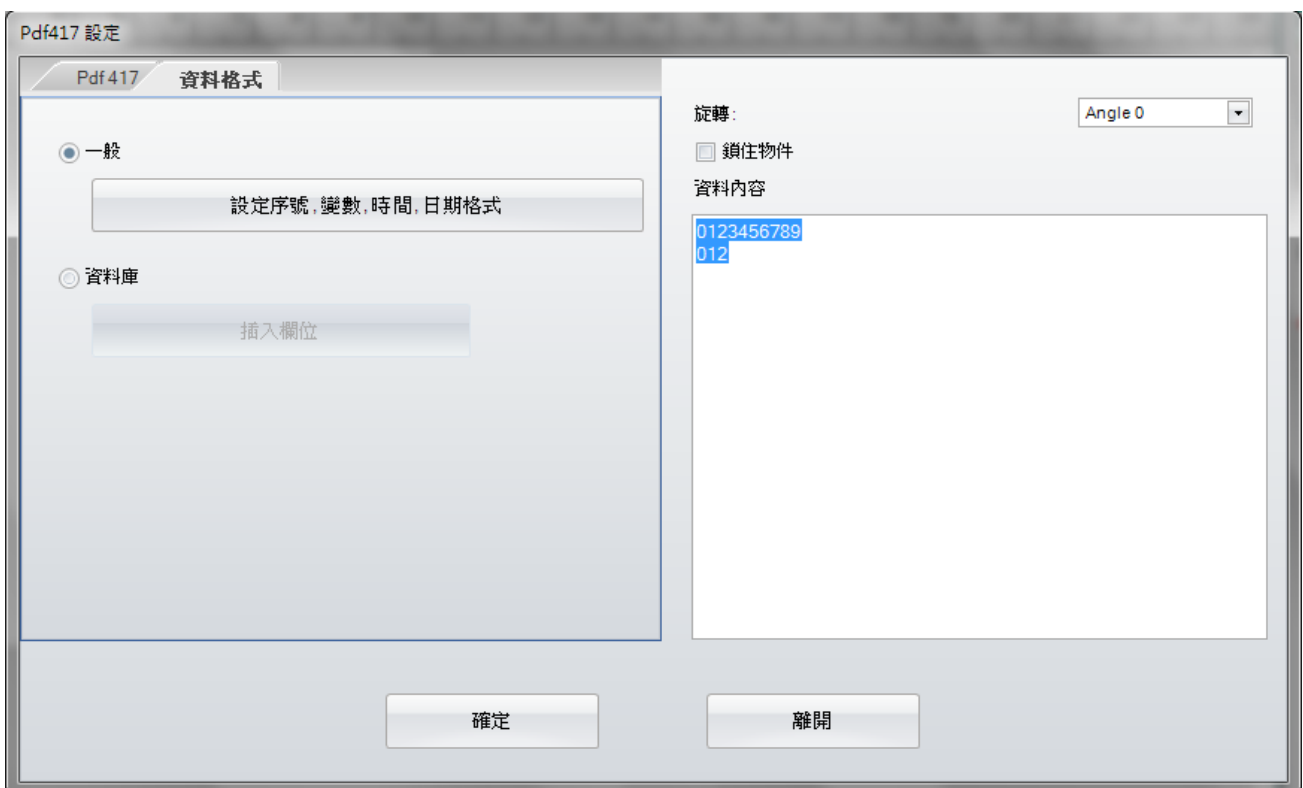 Pdf417 設定
Pdf 417
資料格式
一般
設定序號,變數,時間,日期格式
資料庫
插入欄位
旋轉:
Angle 0
鎖住物件
資料內容
0123456789
012
確定
離開